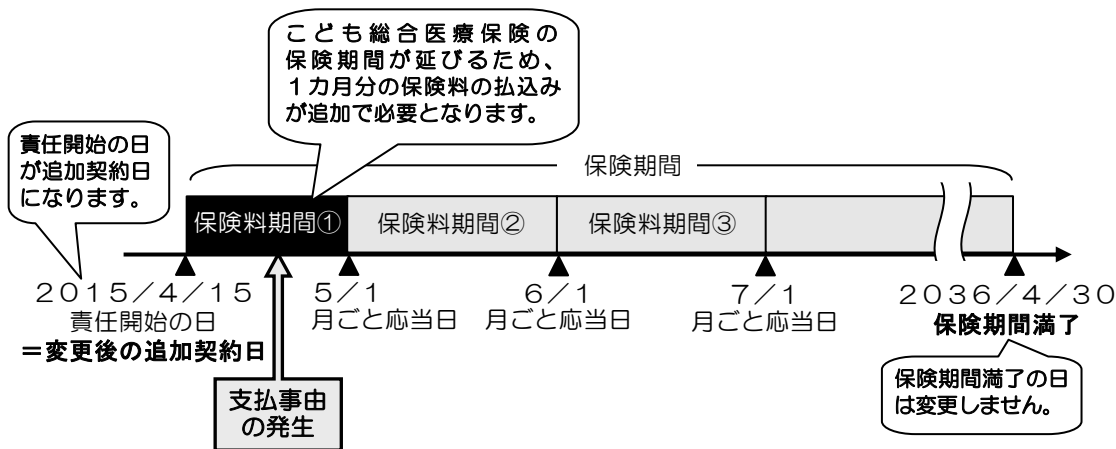 こども総合医療保険の
保険期間が延びるため、
１カ月分の保険料の払込み
が追加で必要となります。
責任開始の日
が追加契約日
になります。
保険期間
保険料期間①
保険料期間②
保険料期間③
２０１５／４／１５
責任開始の日
＝変更後の追加契約日
５／１
月ごと応当日
６／１
月ごと応当日
７／１
月ごと応当日
２０３６／４／３０
保険期間満了
支払事由
の発生
保険期間満了の日
は変更しません。